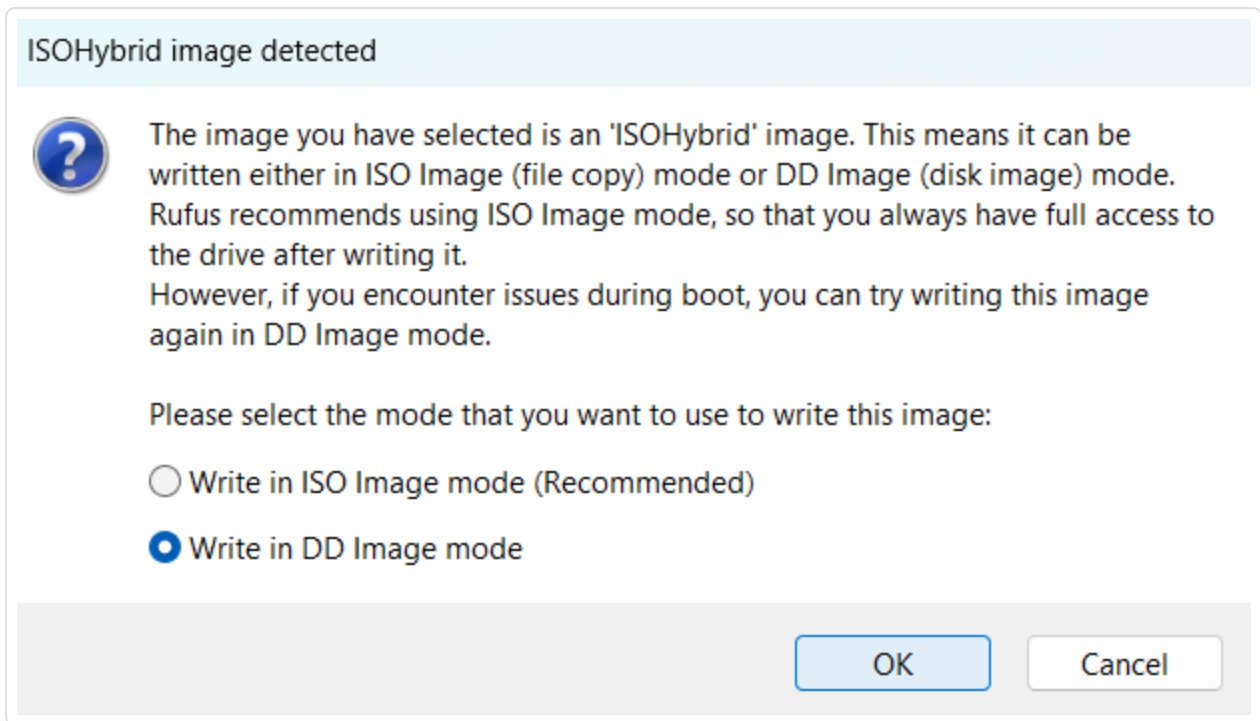 ISOHybrid image detected
The image you have selected is an 'ISOHybrid' image. This means it can be
written either in ISO Image (file copy) mode or DD Image (disk image) mode.
Rufus recommends using ISO Image mode, so that you always have full access to
the drive after writing it.
However, if you encounter issues during boot, you can try writing this image
again in DD Image mode.
Please select the mode that you want to use to write this image:
Write in ISO Image mode (Recommended)
Write in DD Image mode
OK
Cancel